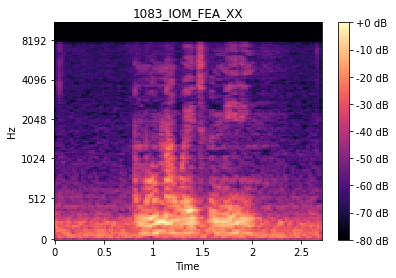 1083_IOM_FEA_XX
+0 dB
8192
-10 dB
4096
-20 dB
-30 dB
2048
Hz
-40 dB
1024
-50 dB
512
-60 dB
-70 dB
0
-80 dB
0 0.5 1 1.5 2 2.5
Time